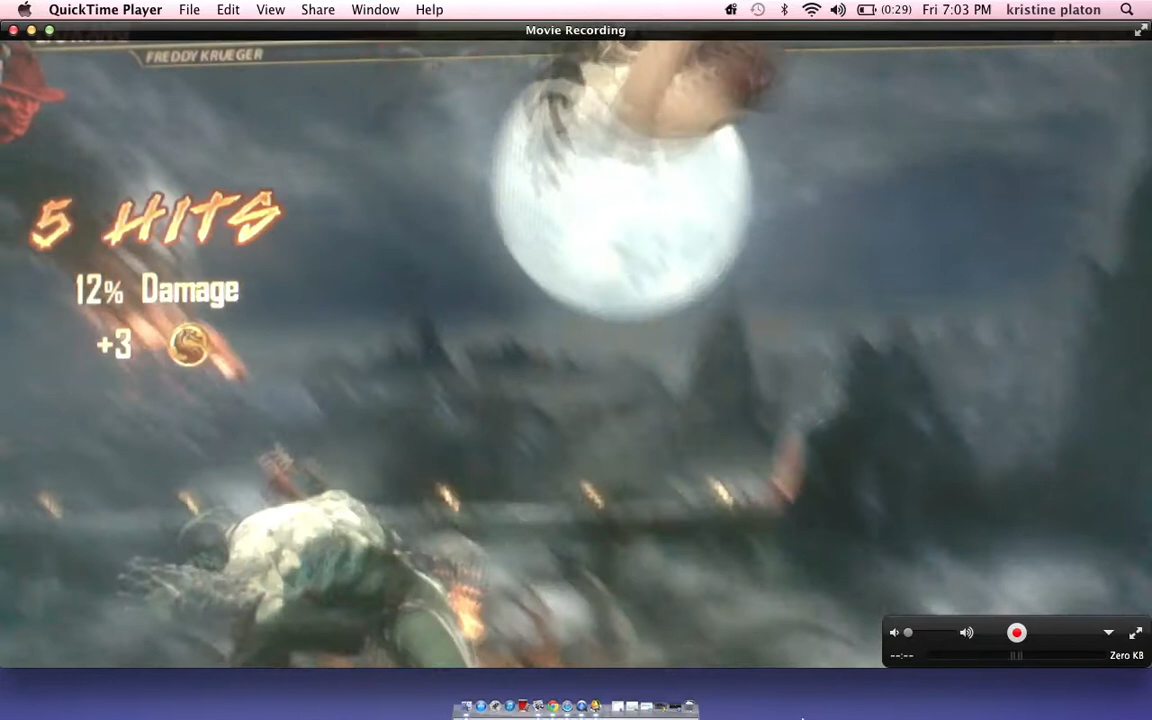 QuickTime Player File Edit View Share Window Help (0:29) Fri 7:03 PM kristine platon
Movie Recording
FREDDY KRUEGER
5 HITS
12% Damage
+3
--:-- Zero KB